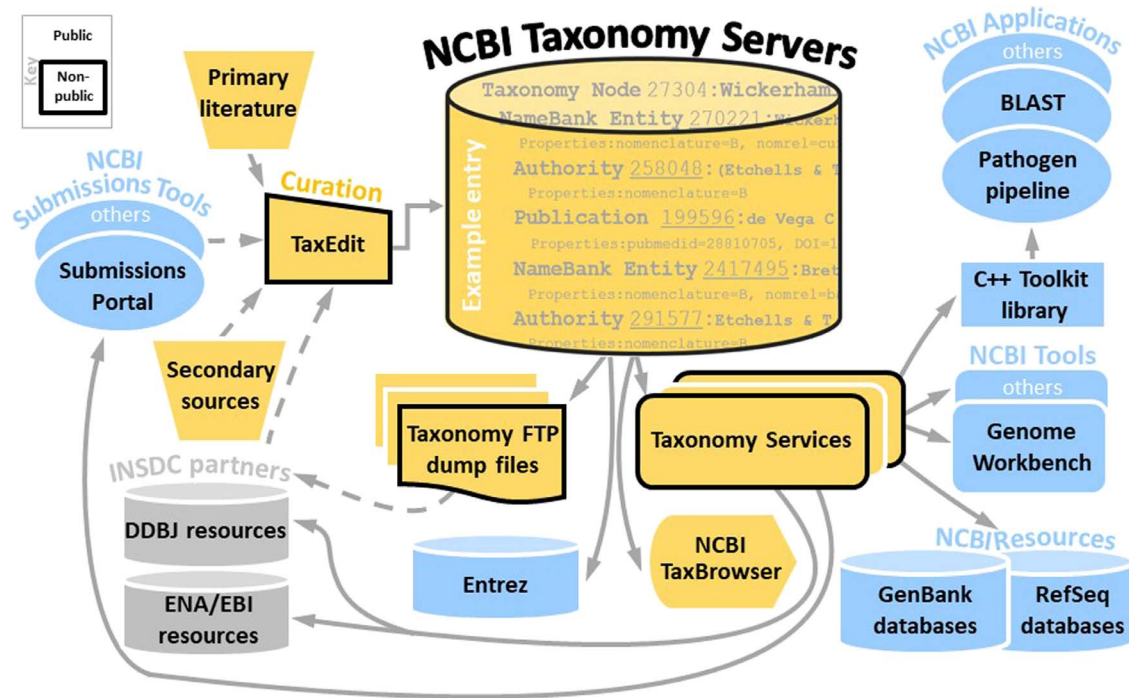 Public
Key
Non-
public
Primary
literature
NCBI Taxonomy Servers
Example entry
Taxonomy Node 27304:Wickerhami
NameBank Entity 270221:Wickerh
Properties:nomenclature=B, nomrel=cu
Authority 258048:(Etchells & T
Properties:nomenclature=B
Publication 199596:de Vega C
Properties:pubmedid=28810705, DOI=1
NameBank Entity 2417495:Bret
Properties:nomenclature=B, nomrel=b
Authority 291577:Etchells & T
Properties:nomenclature=B
NCBI Applications
others
BLAST
Pathogen
pipeline
NCBI
Submissions Tools
others
Submissions
Portal
Curation
TaxEdit
C++ Toolkit
library
Secondary
sources
Taxonomy FTP
dump files
Taxonomy Services
NCBI Tools
others
Genome
Workbench
INSDC partners
DDBJ resources
ENA/EBI
resources
Entrez
NCBI
TaxBrowser
NCBI Resources
GenBank
databases
RefSeq
databases